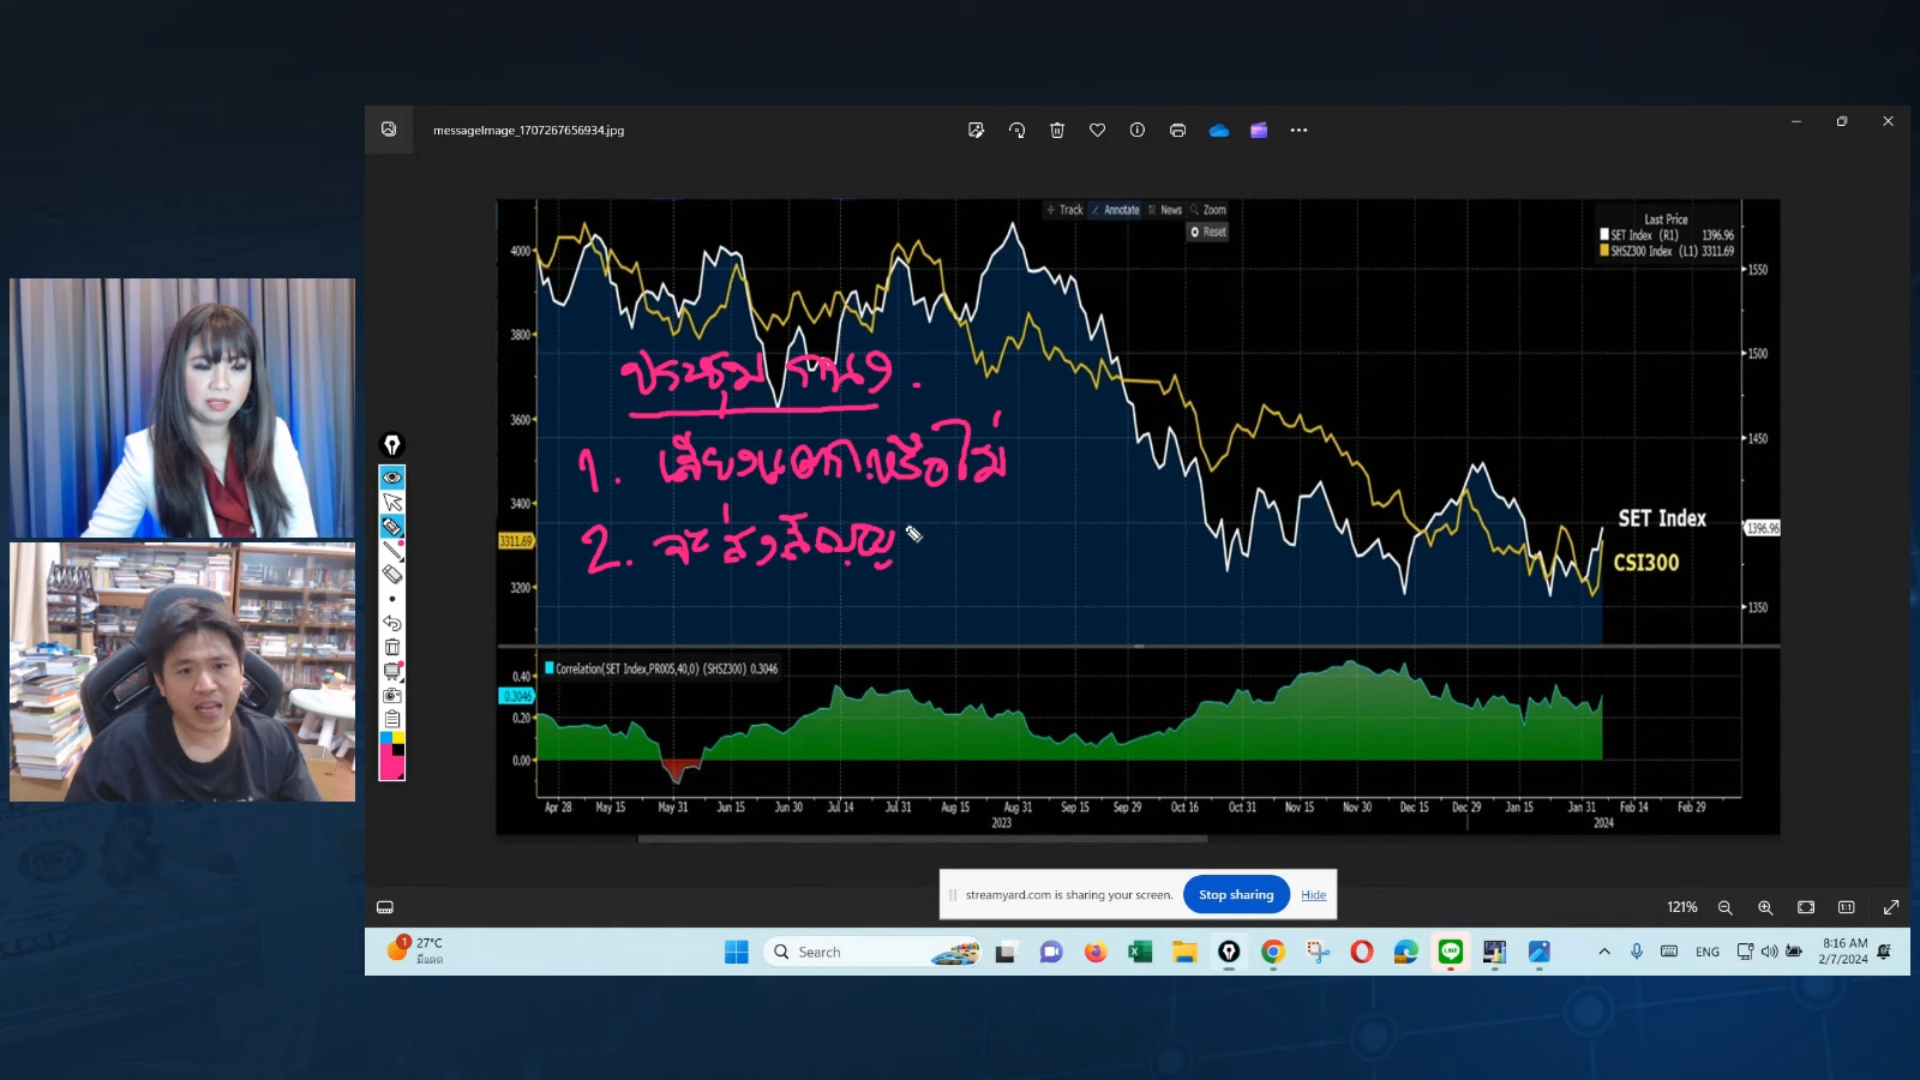 messageImage_1707267656934.jpg
Track Annotate News Zoom
Reset
Last Price
SET Index (R1) 1396.96
SHSZ300 Index (L1) 3311.69
4000
3800
3600
3400
3311.69
3200
1550
1500
1450
1396.96
1350
ประชุม กนง.
1. เสียงแตกหรือไม่
2. จะส่งสัญญ
SET Index
CSI300
Correlation(SET Index,PR005,40,0) (SHSZ300) 0.3046
0.40
0.3046
0.20
0.00
Apr 28 May 15 May 31 Jun 15 Jun 30 Jul 14 Jul 31 Aug 15 Aug 31 Sep 15 Sep 29 Oct 16 Oct 31 Nov 15 Nov 30 Dec 15 Dec 29 Jan 15 Jan 31 Feb 14 Feb 29
2023 2024
streamyard.com is sharing your screen. Stop sharing Hide
121%
1
27°C
มีแดด
Search
ENG
8:16 AM
2/7/2024